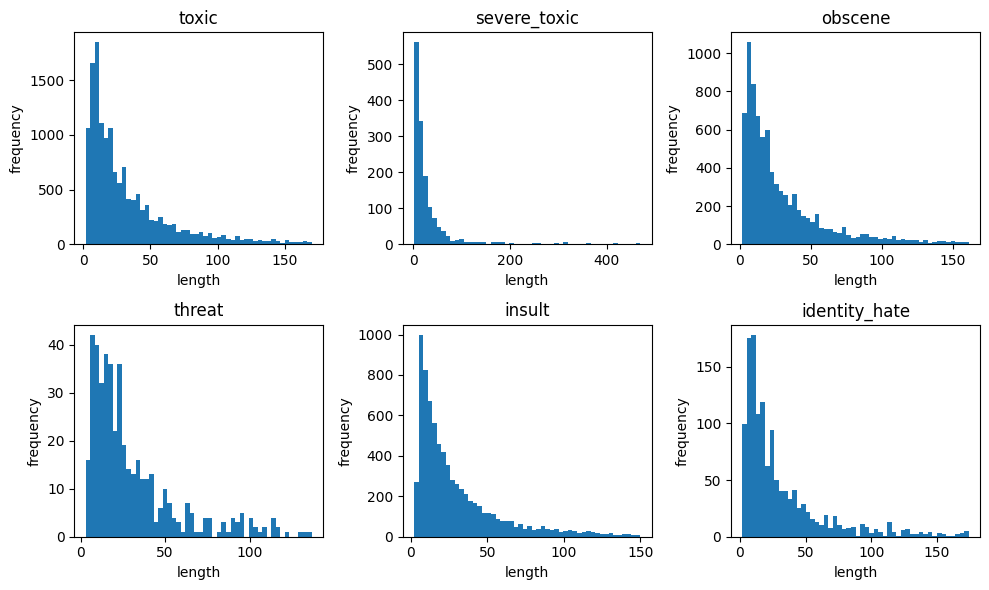 toxic
frequency
1500
1000
500
0
0 50 100 150
length
severe_toxic
frequency
500
400
300
200
100
0
0 200 400
length
obscene
frequency
1000
800
600
400
200
0
0 50 100 150
length
threat
frequency
40
30
20
10
0
0 50 100
length
insult
frequency
1000
800
600
400
200
0
0 50 100 150
length
identity_hate
frequency
150
100
50
0
0 50 100 150
length